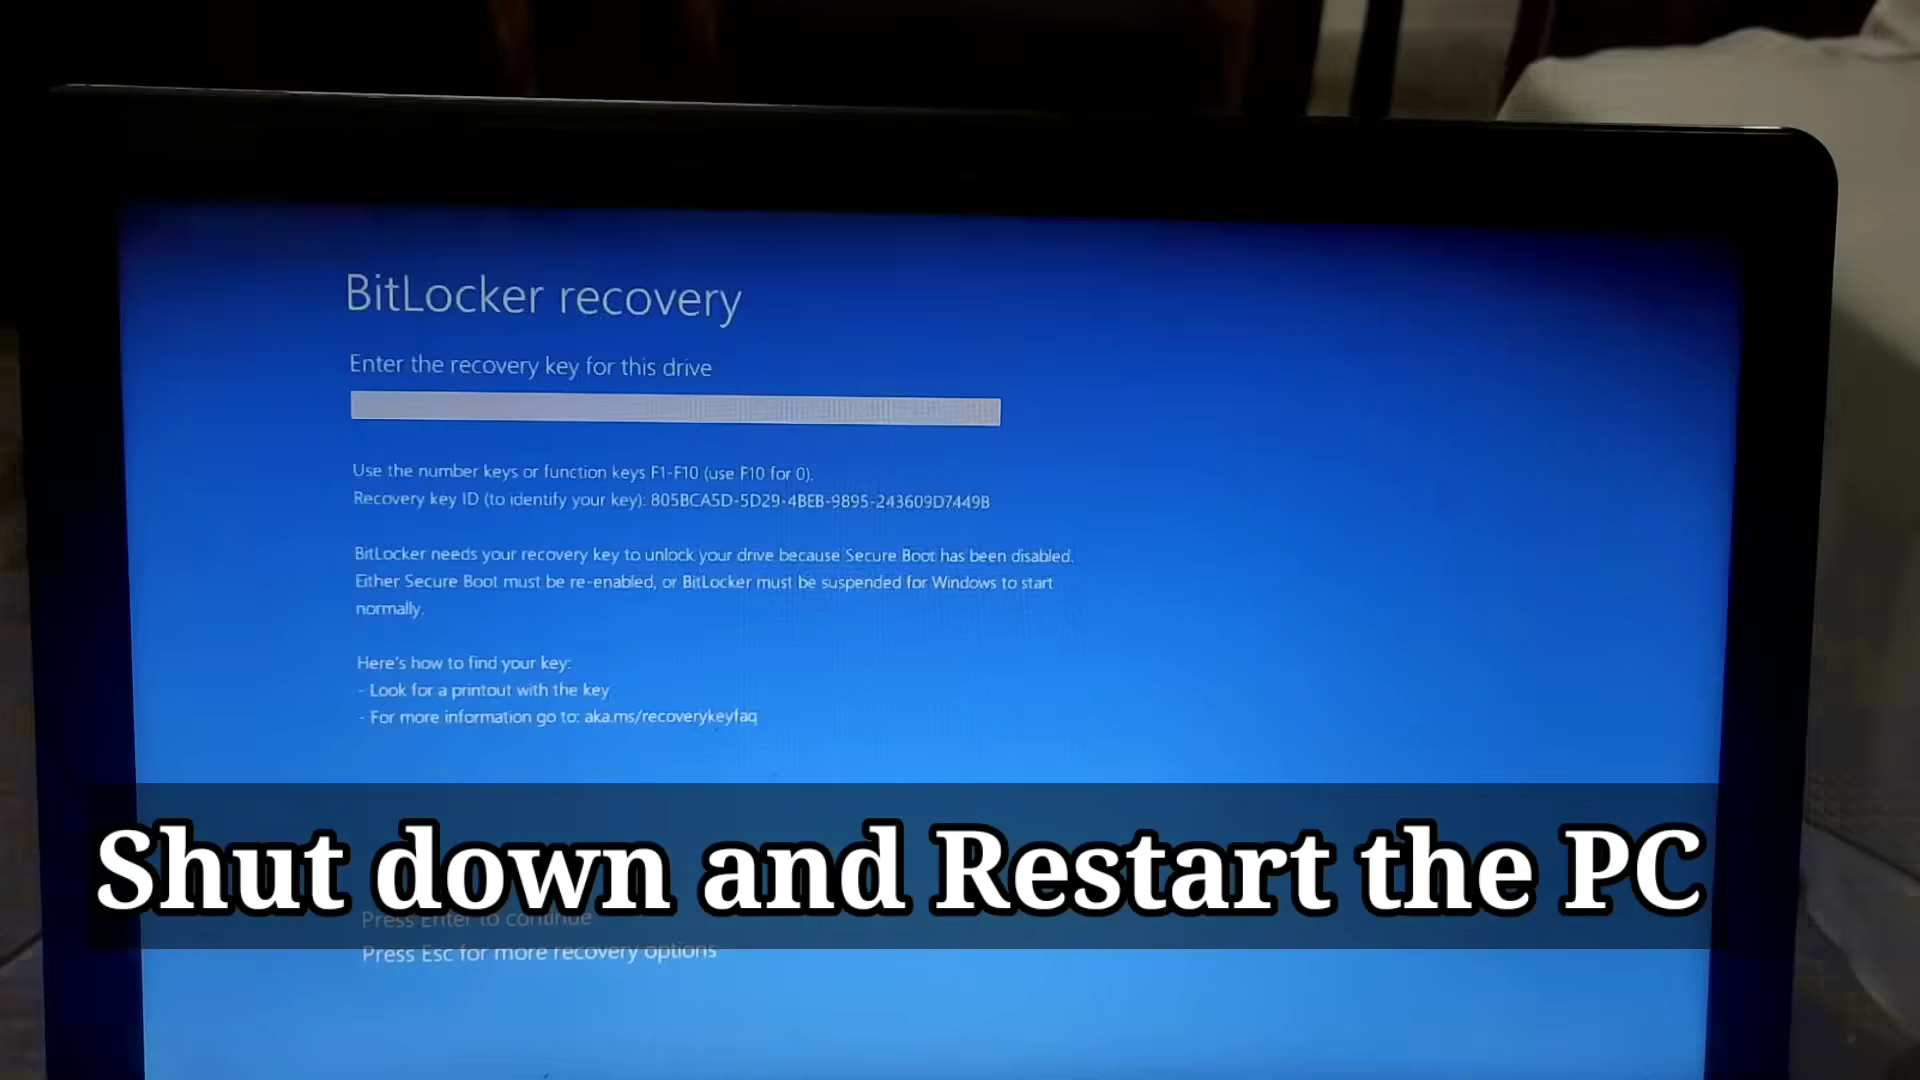 BitLocker recovery
Enter the recovery key for this drive
Use the number keys or function keys F1-F10 (use F10 for 0).
Recovery key ID (to identify your key): 805BCA5D-5D29-4BEB-9895-243609D7449B
BitLocker needs your recovery key to unlock your drive because Secure Boot has been disabled.
Either Secure Boot must be re-enabled, or BitLocker must be suspended for Windows to start
normally.
Here's how to find your key:
- Look for a printout with the key
- For more information go to: aka.ms/recoverykeyfaq
Shut down and Restart the PC
Press Enter to continue
Press Esc for more recovery options